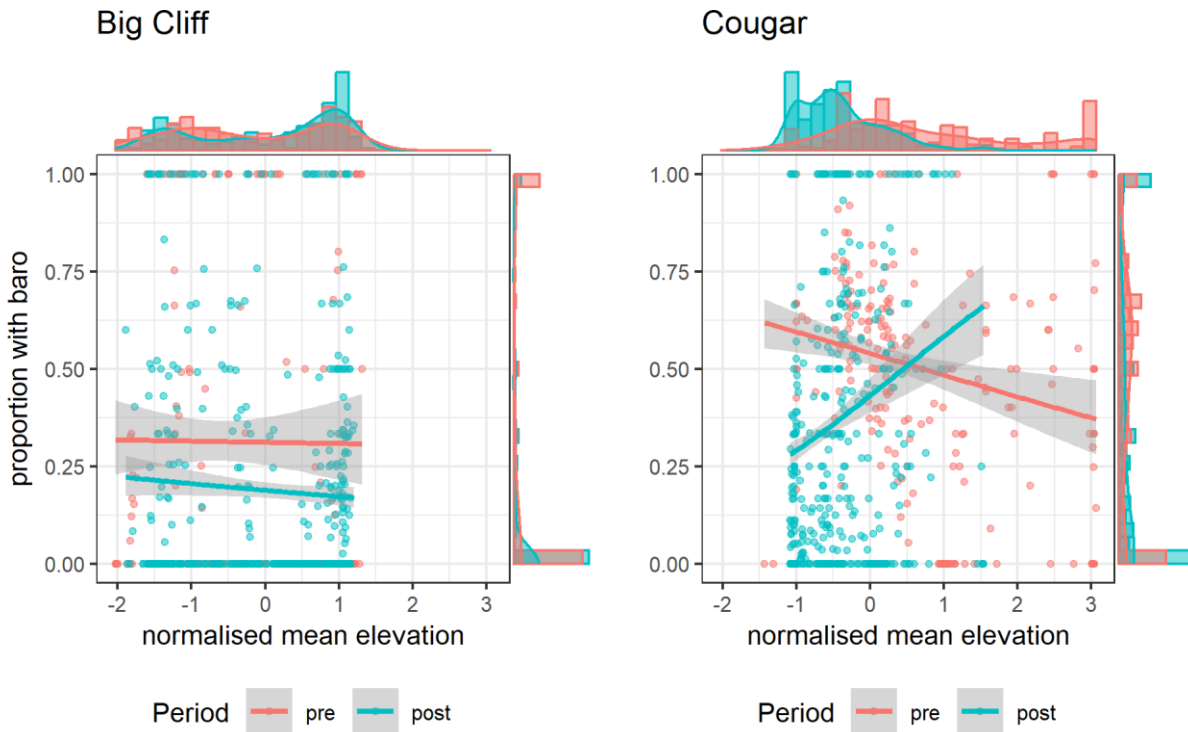 Big Cliff
Cougar
proportion with baro
1.00
0.75
0.50
0.25
0.00
-2 -1 0 1 2 3
normalised mean elevation
Period pre post
1.00
0.75
0.50
0.25
0.00
-2 -1 0 1 2 3
normalised mean elevation
Period pre post